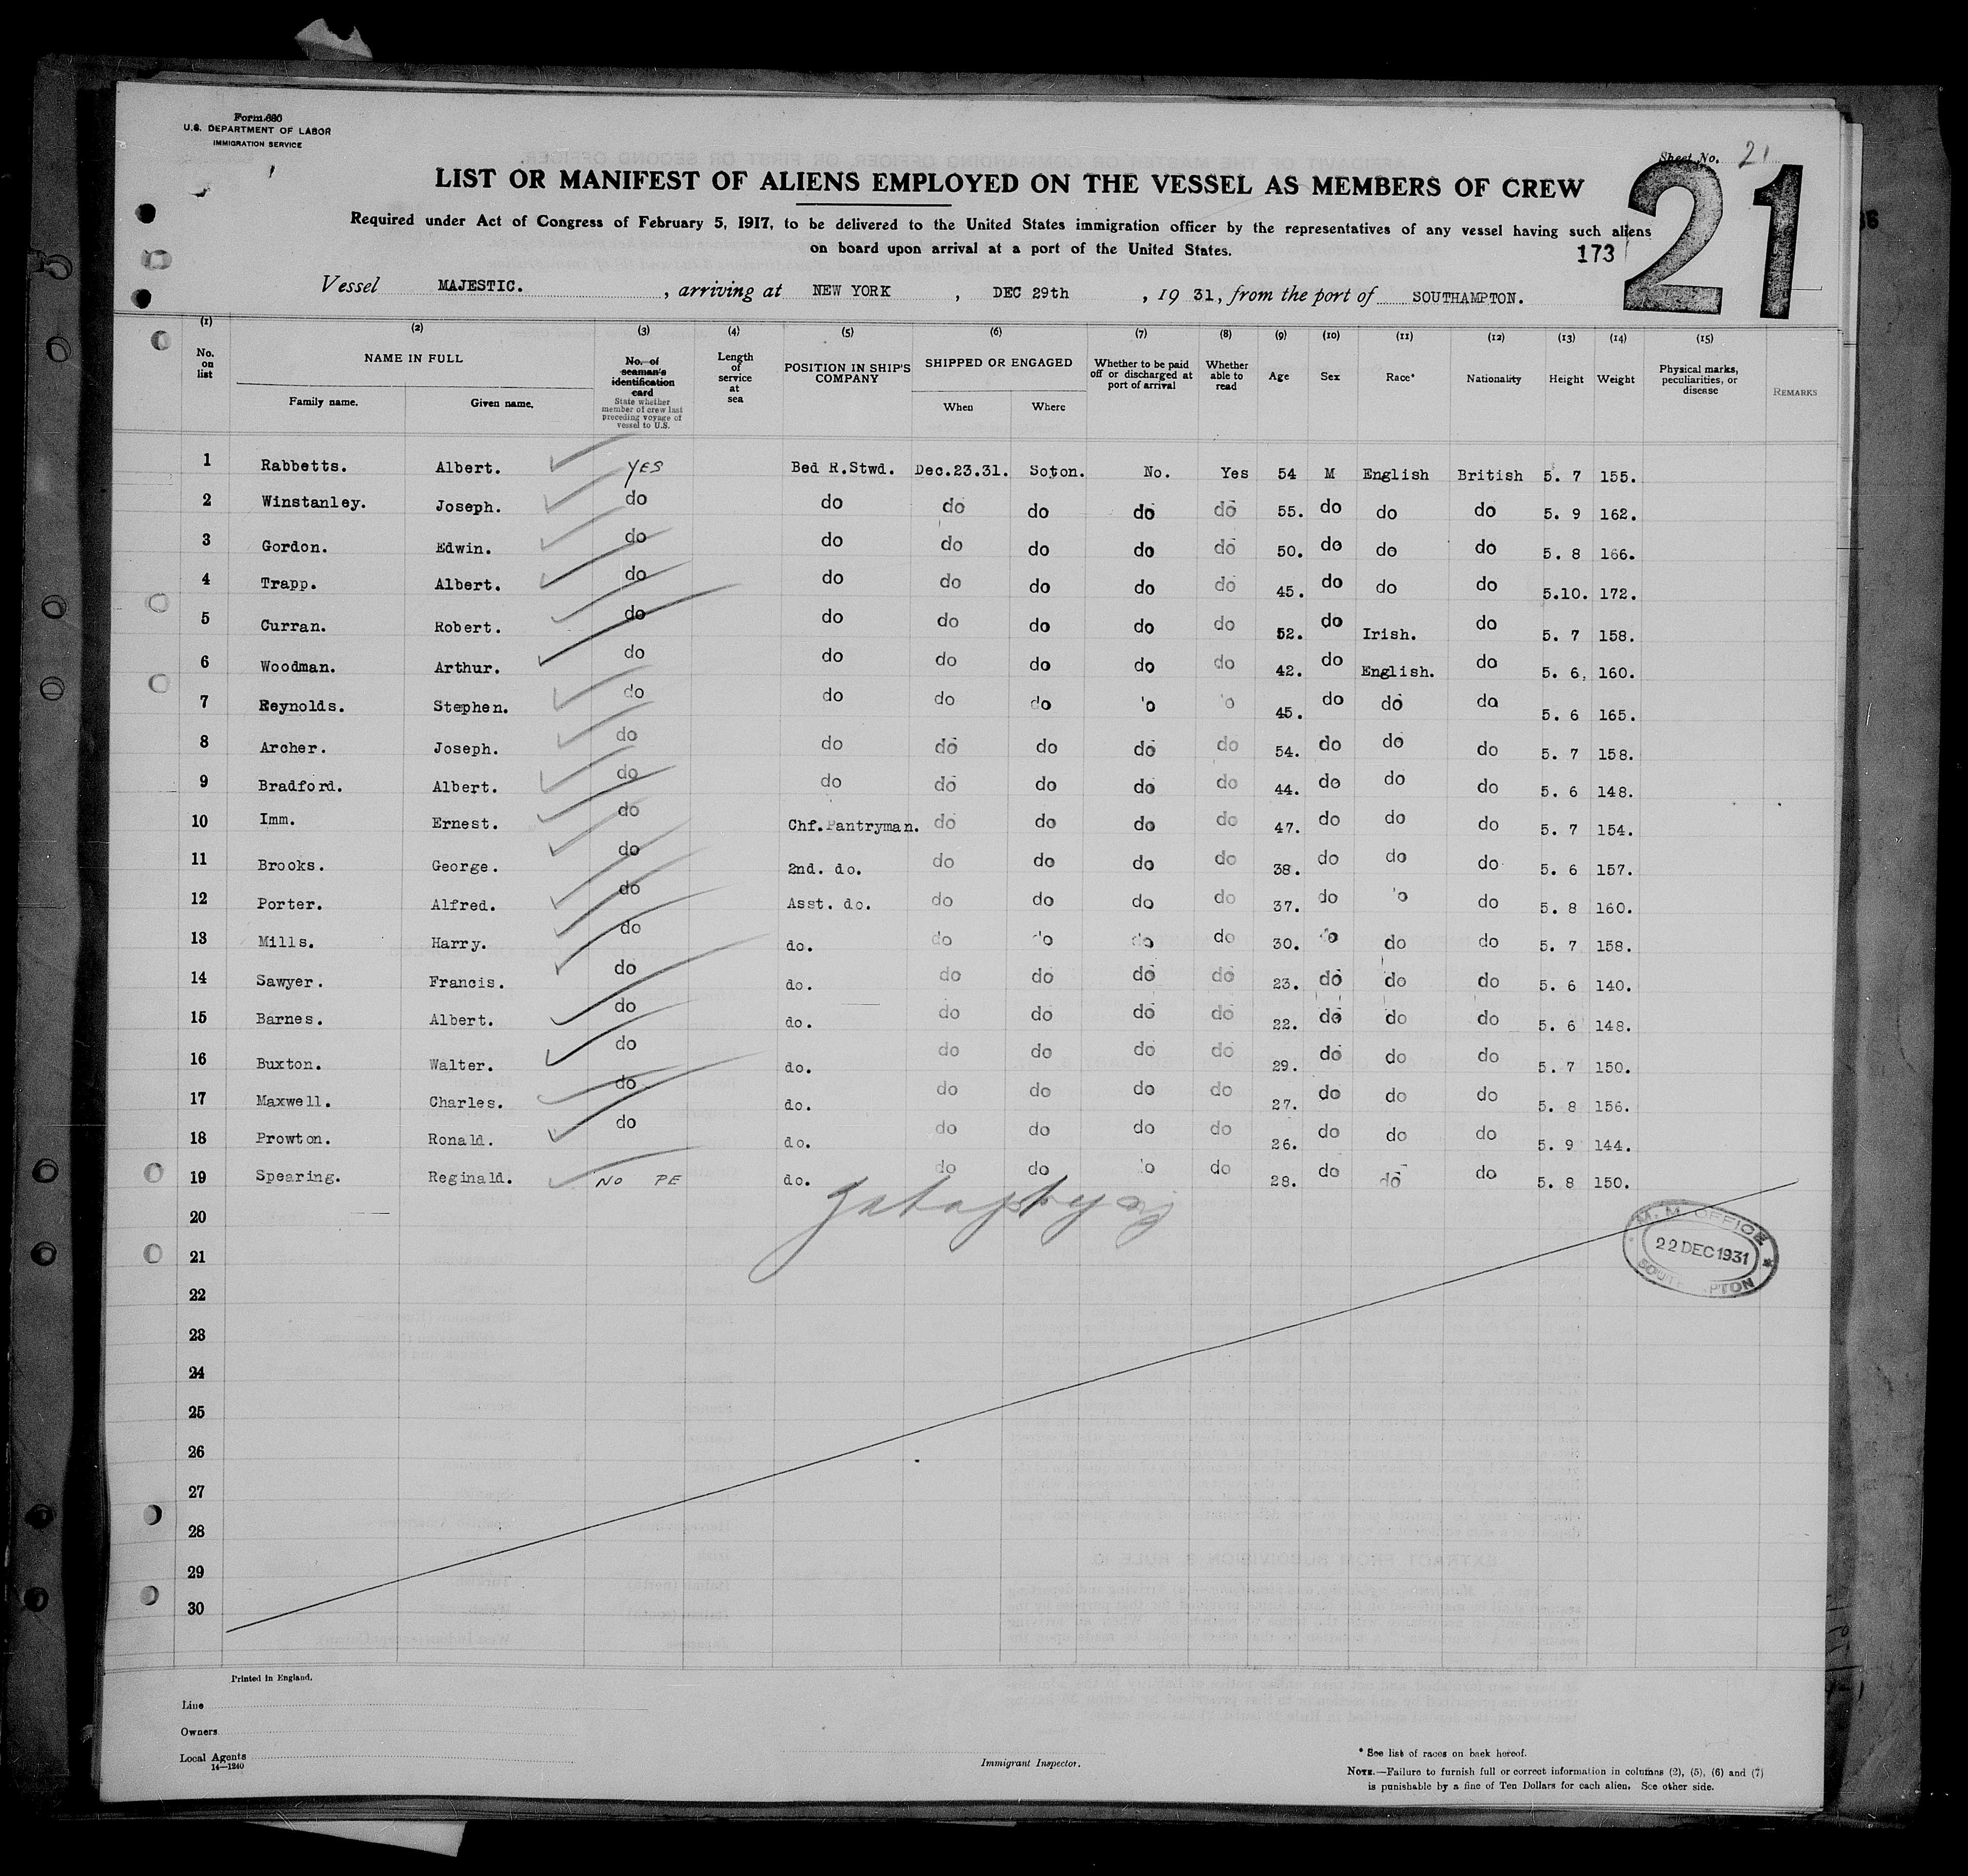 Form 680
U.S. DEPARTMENT OF LABOR
IMMIGRATION SERVICE
Sheet No. 21
21
LIST OR MANIFEST OF ALIENS EMPLOYED ON THE VESSEL AS MEMBERS OF CREW
Required under Act of Congress of February 5, 1917, to be delivered to the United States immigration officer by the representatives of any vessel having such aliens
on board upon arrival at a port of the United States.
173
Vessel MAJESTIC. , arriving at NEW YORK , DEC 29th , 19 31, from the port of SOUTHAMPTON.
(1) (2) (3) (4) (5) (6) (7) (8) (9) (10) (11) (12) (13) (14) (15)
No. on list NAME IN FULL Family name. Given name. No. of seaman's identification card State whether member of crew last preceding voyage of vessel to U.S. Length of service at sea POSITION IN SHIP'S COMPANY SHIPPED OR ENGAGED When Where Whether to be paid off or discharged at port of arrival Whether able to read Age Sex Race* Nationality Height Weight Physical marks, peculiarities, or disease REMARKS
1 Rabbetts. Albert. YES Bed R.Stwd. Dec.23.31. Soton. No. Yes 54 M English British 5. 7 155.
2 Winstanley. Joseph. do do do do do do 55. do do do 5. 9 162.
3 Gordon. Edwin. do do do do do do 50. do do do 5. 8 166.
4 Trapp. Albert. do do do do do do 45. do do do 5.10. 172.
5 Curran. Robert. do do do do do do 52. do Irish. do 5. 7 158.
6 Woodman. Arthur. do do do do do do 42. do English. do 5. 6, 160.
7 Reynolds. Stephen. do do do do 'o 'o 45. do do do 5. 6 165.
8 Archer. Joseph. do do do do do do 54. do do do 5. 7 158.
9 Bradford. Albert. do do do do do do 44. do do do 5. 6 148.
10 Imm. Ernest. do Chf.Pantryman. do do do do 47. do do do 5. 7 154.
11 Brooks. George. do 2nd. do. do do do do 38. do do do 5. 6 157.
12 Porter. Alfred. do Asst. do. do do do do 37. do 'o do 5. 8 160.
13 Mills. Harry. do do. do 'o do do 30. do do do 5. 7 158.
14 Sawyer. Francis. do do. do do do do 23. do do do 5. 6 140.
15 Barnes. Albert. do do. do do do do 22. do do do 5. 6 148.
16 Buxton. Walter. do do. do do do do 29. do do do 5. 7 150.
17 Maxwell. Charles. do do. do do do do 27. do do do 5. 8 156.
18 Prowton. Ronald. do do. do do do do 26. do do do 5. 9 144.
19 Spearing. Reginald. NO PE do. do do 'o do 28. do do do 5. 8 150.
20
21
22
23
24
25
26
27
28
29
30
M. M. OFFICE
22 DEC 1931
Printed in England.
Line
Owners
Local Agents
14—1240
Immigrant Inspector.
* See list of races on back hereof.
NOTE.—Failure to furnish full or correct information in columns (2), (5), (6) and (7)
is punishable by a fine of Ten Dollars for each alien. See other side.